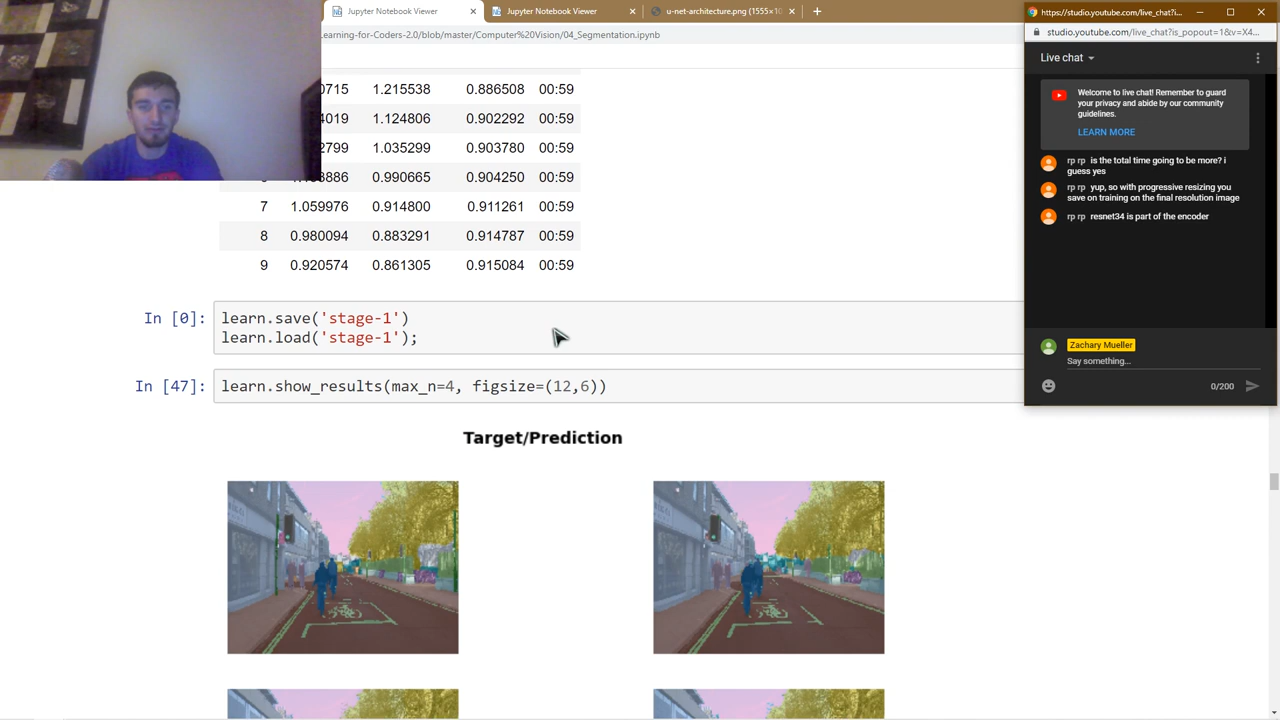 Jupyter Notebook Viewer
Jupyter Notebook Viewer
u-net-architecture.png (1555×10
https://studio.youtube.com/live_chat?i...
earning-for-Coders-2.0/blob/master/Computer%20Vision/04_Segmentation.ipynb
studio.youtube.com/live_chat?is_popout=1&v=X4...
Live chat
Welcome to live chat! Remember to guard
your privacy and abide by our community
guidelines.
LEARN MORE
rp rp is the total time going to be more? i
guess yes
rp rp yup, so with progressive resizing you
save on training on the final resolution image
rp rp resnet34 is part of the encoder
Zachary Mueller
Say something...
0/200
0715 1.215538 0.886508 00:59
4019 1.124806 0.902292 00:59
2799 1.035299 0.903780 00:59
8886 0.990665 0.904250 00:59
7 1.059976 0.914800 0.911261 00:59
8 0.980094 0.883291 0.914787 00:59
9 0.920574 0.861305 0.915084 00:59
In [0]: learn.save('stage-1')
learn.load('stage-1');
In [47]: learn.show_results(max_n=4, figsize=(12,6))
Target/Prediction